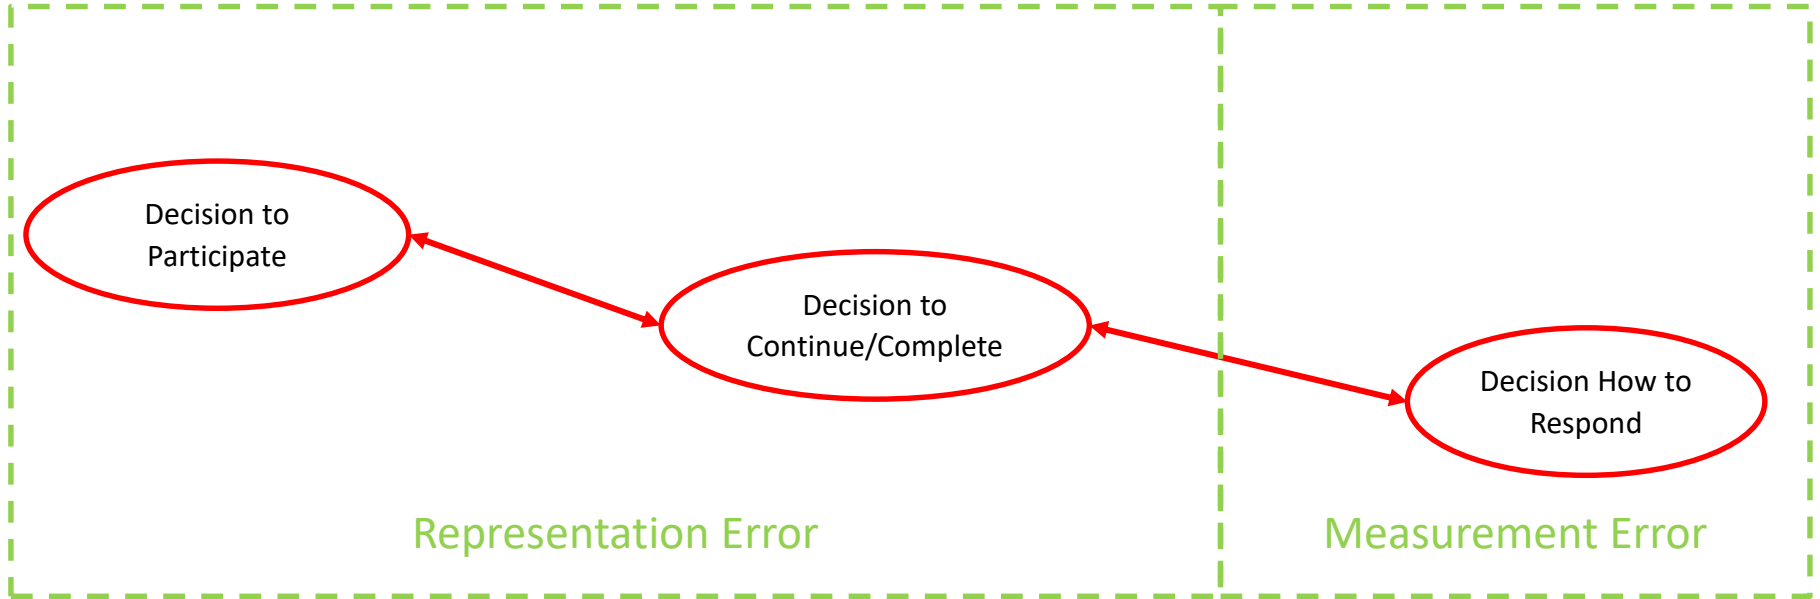 Decision to
Participate
Decision to
Continue/Complete
Decision How to
Respond
Representation Error
Measurement Error